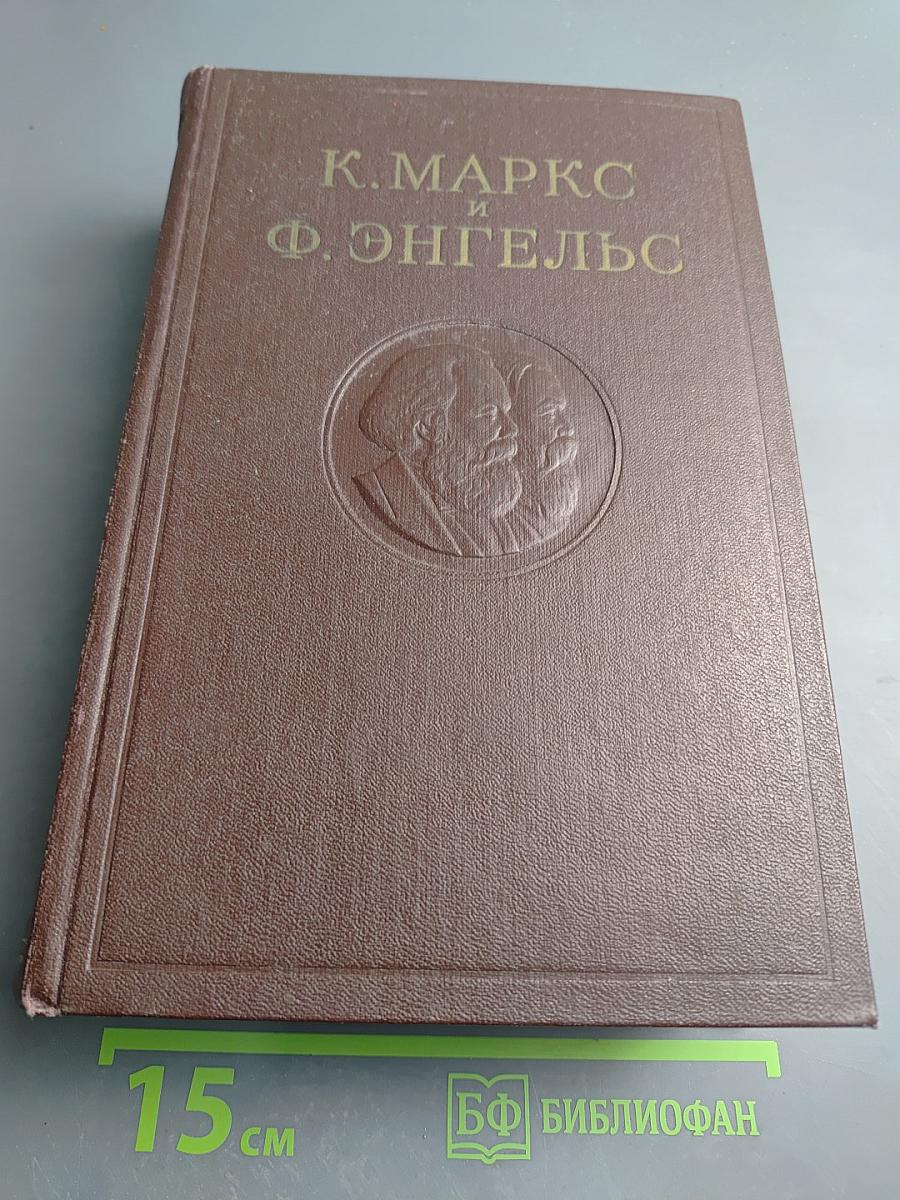 К. МАРКС
и
Ф. ЭНГЕЛЬС
15 см
БФ БИБЛИОФАН